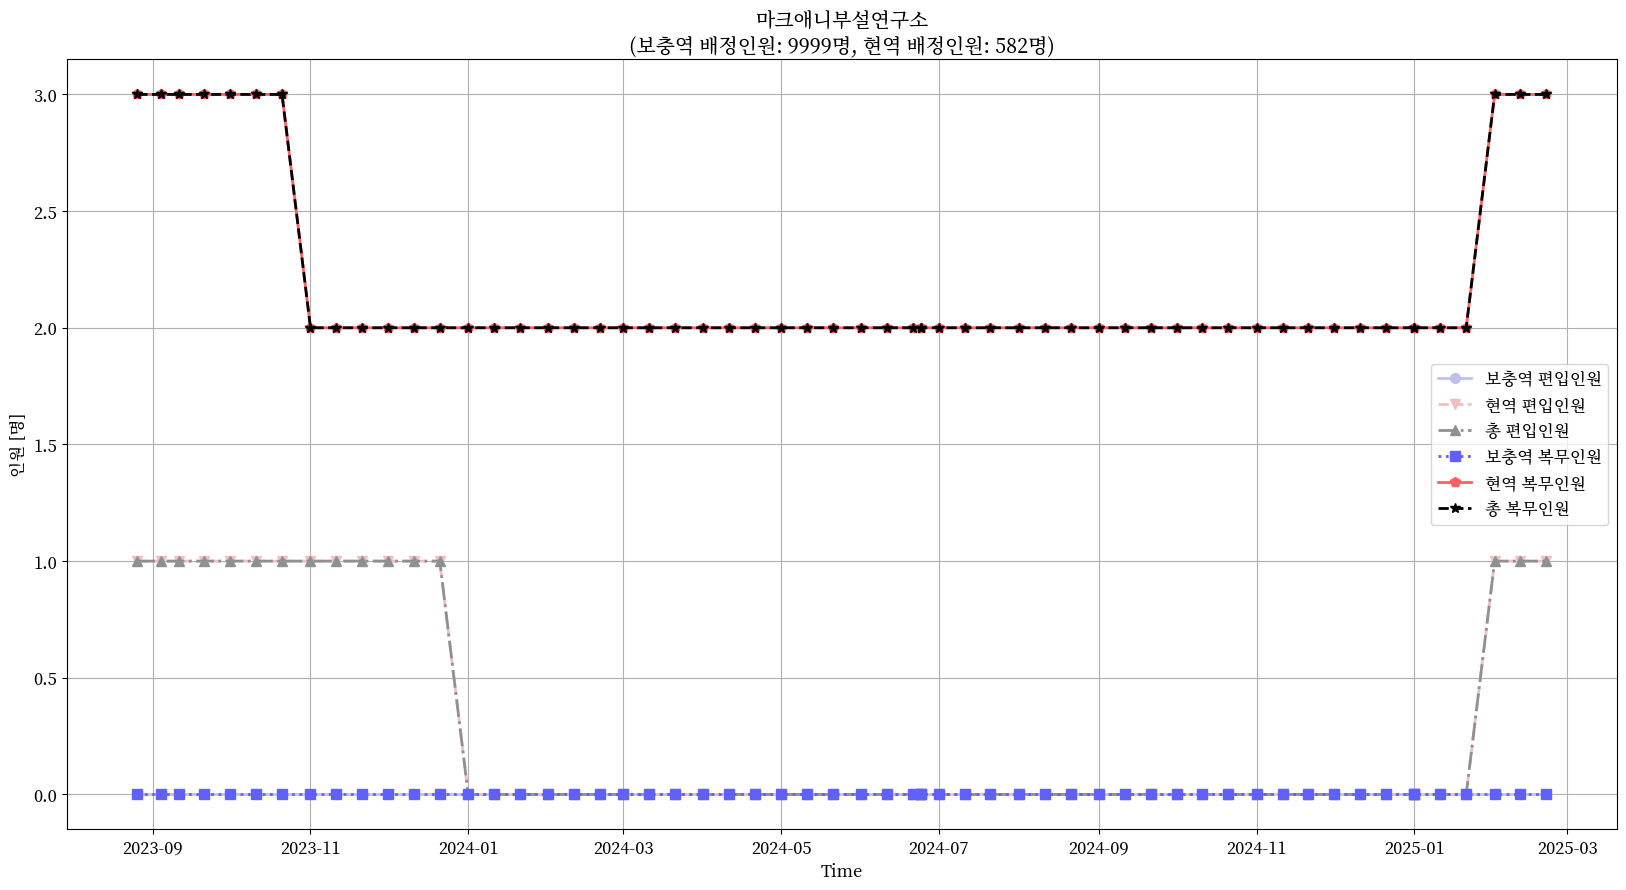 마크애니부설연구소
(보충역 배정인원: 9999명, 현역 배정인원: 582명)
3.0
2.5
2.0
1.5
1.0
0.5
0.0
인원 [명]
보충역 편입인원
현역 편입인원
총 편입인원
보충역 복무인원
현역 복무인원
총 복무인원
2023-09 2023-11 2024-01 2024-03 2024-05 2024-07 2024-09 2024-11 2025-01 2025-03
Time